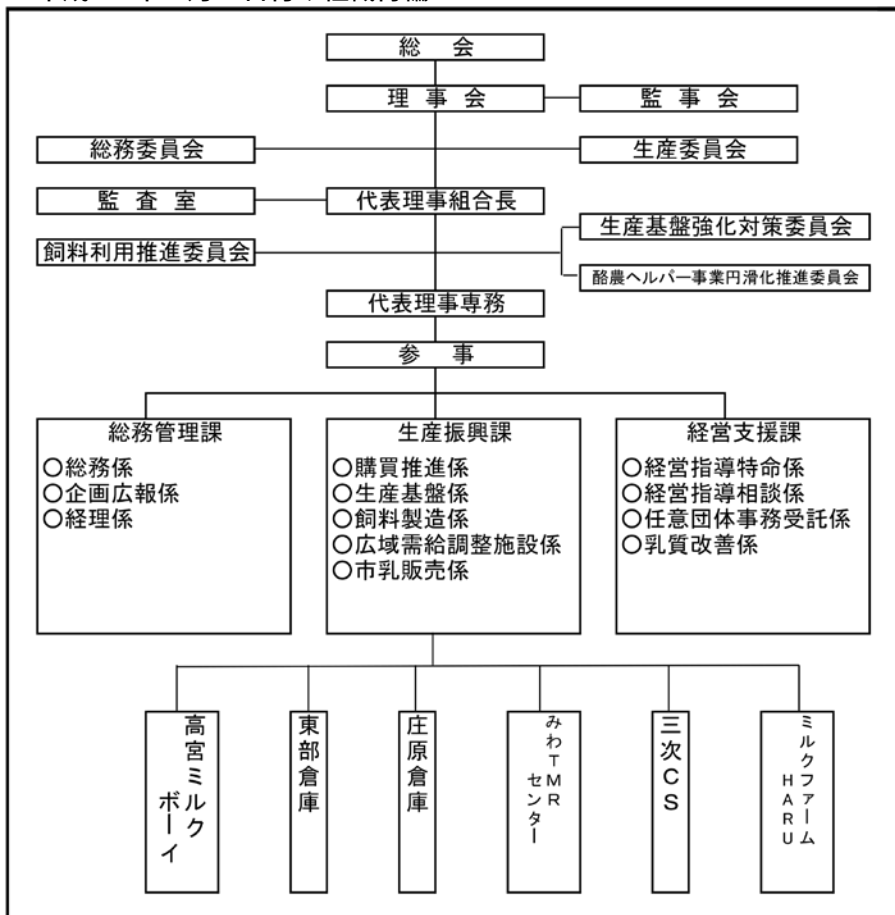 総会
理事会
監事会
総務委員会
生産委員会
監査室
代表理事組合長
飼料利用推進委員会
生産基盤強化対策委員会
酪農ヘルパー事業円滑化推進委員会
代表理事専務
参事
総務管理課
○総務係
○企画広報係
○経理係
生産振興課
○購買推進係
○生産基盤係
○飼料製造係
○広域需給調整施設係
○市乳販売係
経営支援課
○経営指導特命係
○経営指導相談係
○任意団体事務受託係
○乳質改善係
高宮ミルク
ボーイ
東部倉庫
庄原倉庫
みわTMR
センター
三次CS
ミルクファーム
HARU